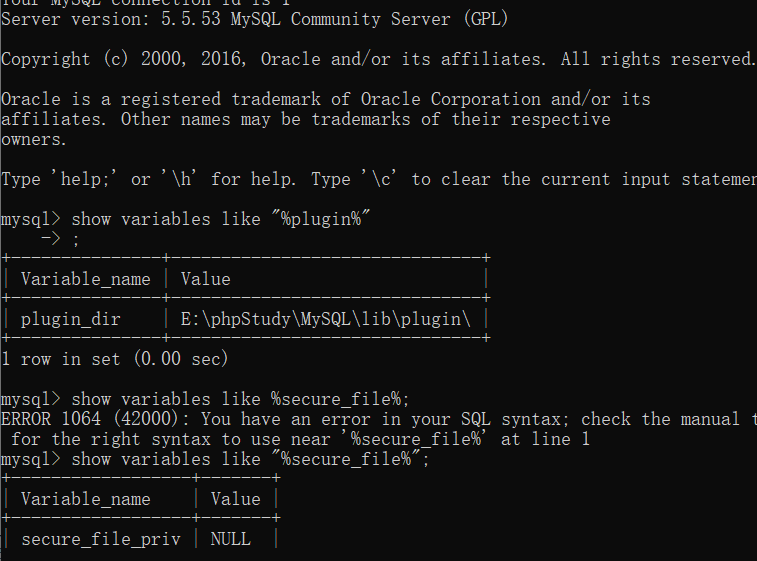 Your MySQL connection id is 1
Server version: 5.5.53 MySQL Community Server (GPL)
Copyright (c) 2000, 2016, Oracle and/or its affiliates. All rights reserved.
Oracle is a registered trademark of Oracle Corporation and/or its
affiliates. Other names may be trademarks of their respective
owners.
Type 'help;' or '\h' for help. Type '\c' to clear the current input statemen
mysql> show variables like "%plugin%"
    -> ;
+---------------+-------------------------------+
| Variable_name | Value                         |
+---------------+-------------------------------+
| plugin_dir    | E:\phpStudy\MySQL\lib\plugin\ |
+---------------+-------------------------------+
1 row in set (0.00 sec)
mysql> show variables like %secure_file%;
ERROR 1064 (42000): You have an error in your SQL syntax; check the manual t
 for the right syntax to use near '%secure_file%' at line 1
mysql> show variables like "%secure_file%";
+------------------+-------+
| Variable_name    | Value |
+------------------+-------+
| secure_file_priv | NULL  |